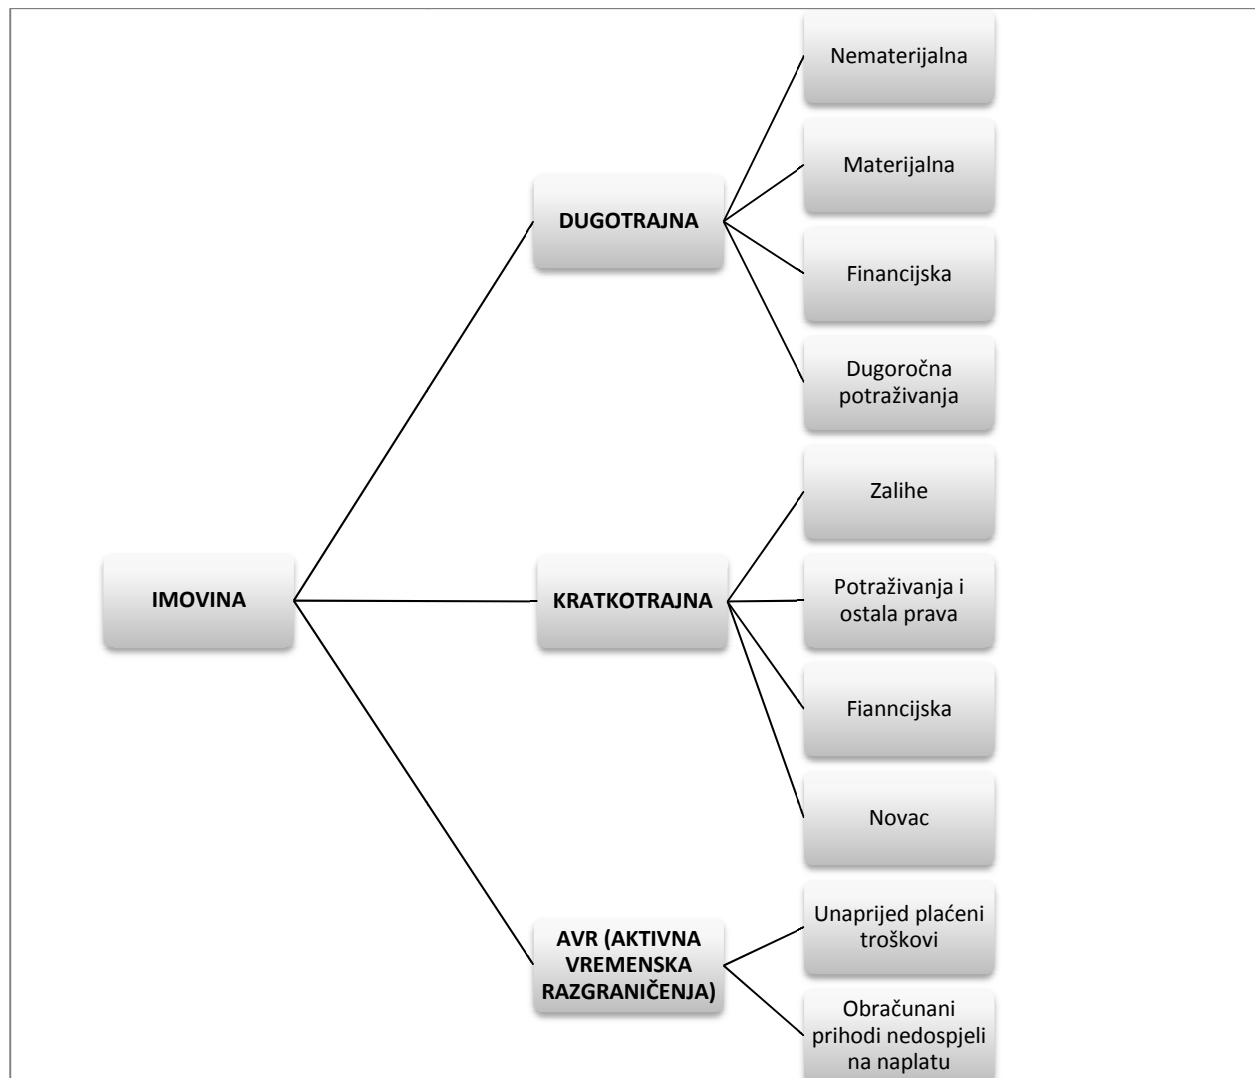 Nematerijalna
Materijalna
DUGOTRAJNA
Financijska
Dugoročna
potraživanja
Zalihe
IMOVINA
KRATKOTRAJNA
Potraživanja i
ostala prava
Fianncijska
Novac
AVR (AKTIVNA
VREMENSKA
RAZGRANIČENJA)
Unaprijed plaćeni
troškovi
Obračunani
prihodi nedospjeli
na naplatu